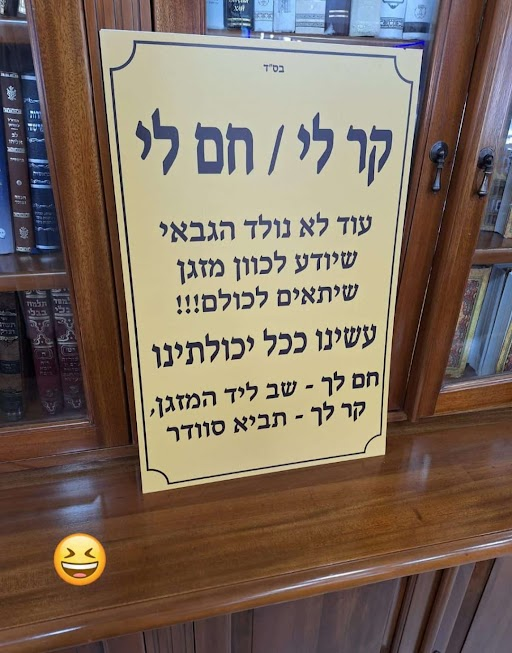 בס"ד
קר לי / חם לי
עוד לא נולד הגבאי
שיודע לכוון מזגן
שיתאים לכולם!!!
עשינו ככל יכולתינו
חם לך - שב ליד המזגן,
קר לך - תביא סוודר